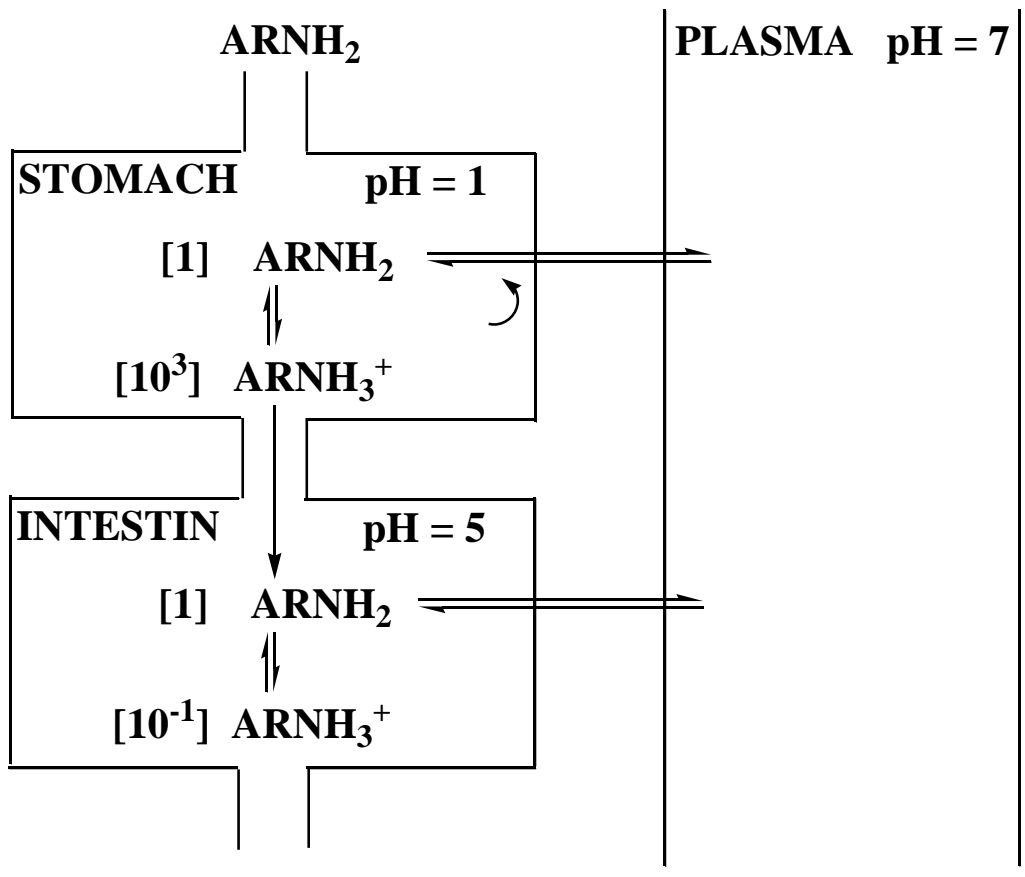 ARNH₂
PLASMA pH = 7
STOMACH pH = 1
[1] ARNH₂
[10³] ARNH₃⁺
INTESTIN pH = 5
[1] ARNH₂
[10⁻¹] ARNH₃⁺